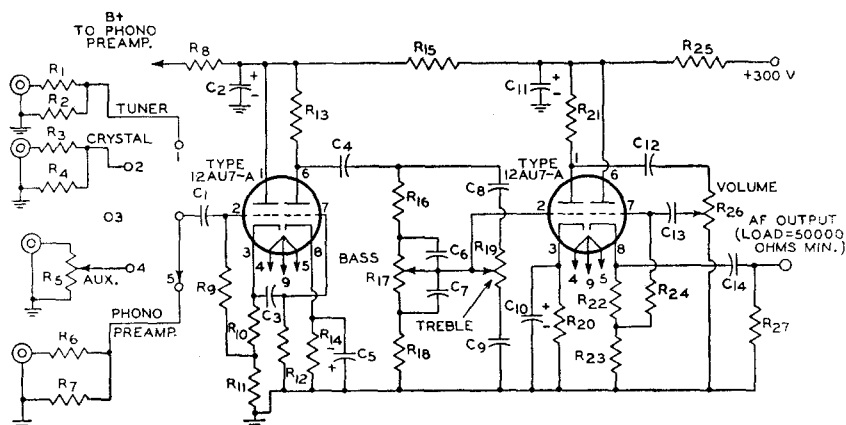 B+
TO PHONO
PREAMP.
R8
C2
+
-
R15
C11
+
-
R25
+300 V
R1
R2
TUNER
1
R3
CRYSTAL
R4
2
3
R5
AUX.
4
5
PHONO
PREAMP.
R6
R7
C1
TYPE
12AU7-A
1
6
2
7
3
4
9
5
8
R13
C4
R9
C3
R10
R11
R12
R14
-
+
C5
R16
BASS
R17
C6
C7
R18
C8
R19
TREBLE
C9
TYPE
12AU7-A
1
6
2
7
3
4
9
5
8
R21
C12
VOLUME
R26
C13
AF OUTPUT
(LOAD=50000
OHMS MIN.)
C10
+
-
R20
R22
R23
R24
C14
R27